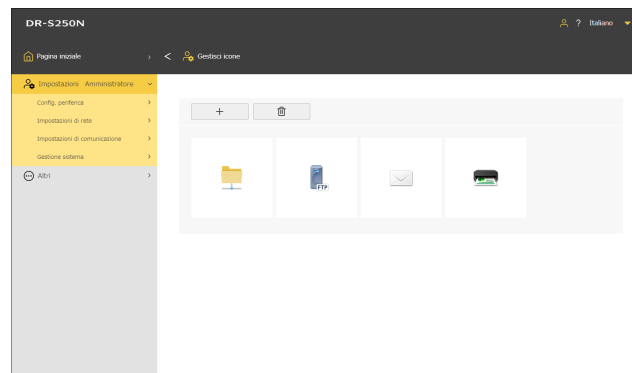 DR-S250N
? Italiano
Pagina iniziale
< Gestisci icone
Impostazioni Amministratore
Config. periferica
Impostazioni di rete
Impostazioni di comunicazione
Gestione sistema
Altri
FTP